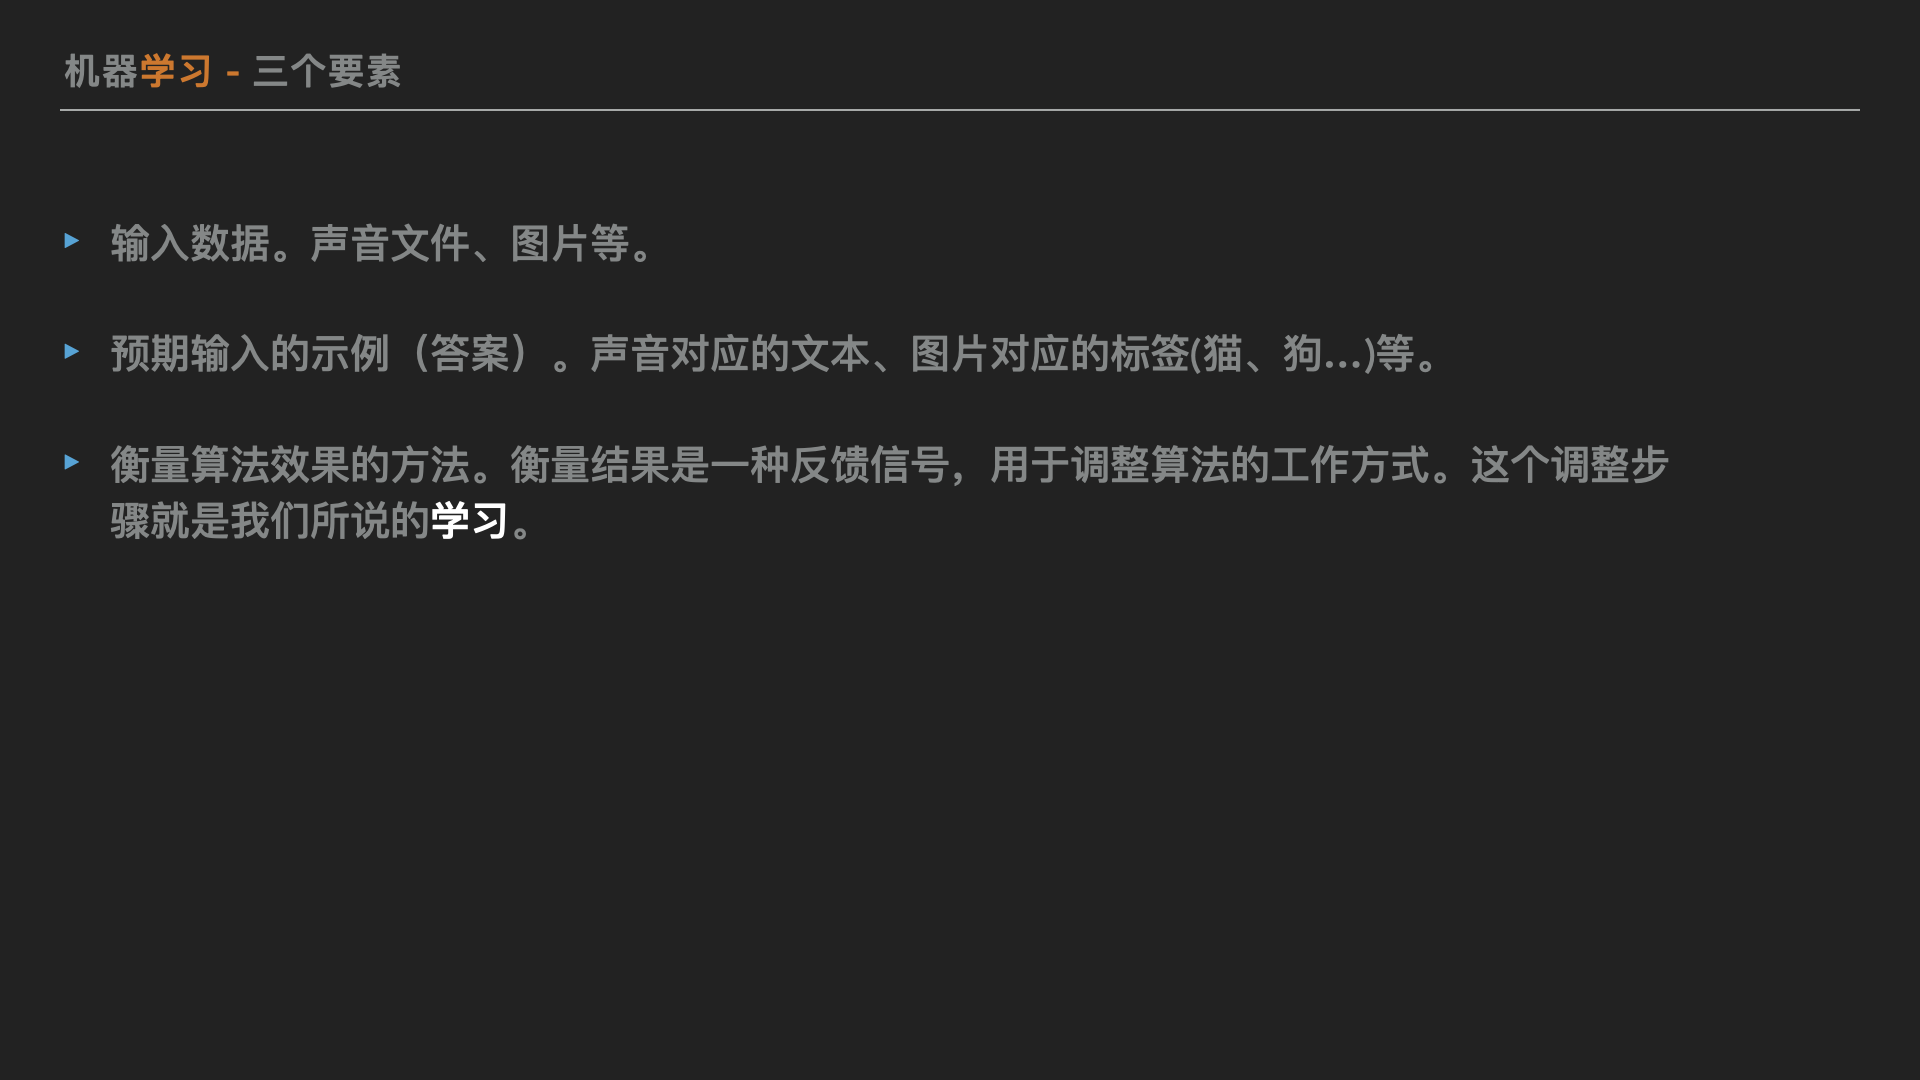 机器学习 - 三个要素
▸ 输入数据。声音文件、图片等。
▸ 预期输入的示例（答案）。声音对应的文本、图片对应的标签(猫、狗...)等。
▸ 衡量算法效果的方法。衡量结果是一种反馈信号，用于调整算法的工作方式。这个调整步
骤就是我们所说的学习。